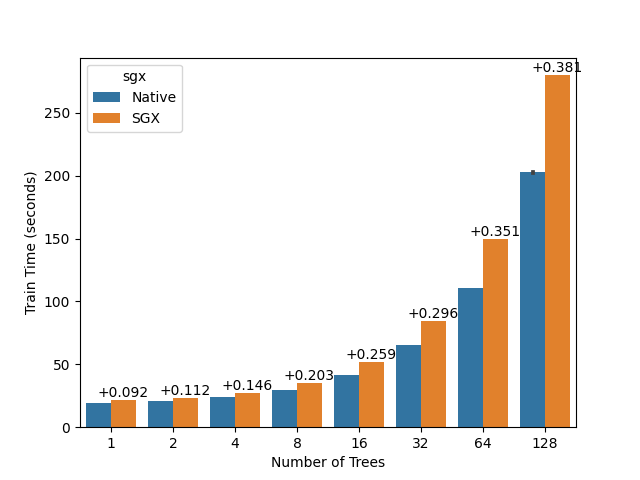 sgx
Native
SGX
+0.092
+0.112
+0.146
+0.203
+0.259
+0.296
+0.351
+0.381
0
50
100
150
200
250
Train Time (seconds)
1 2 4 8 16 32 64 128
Number of Trees